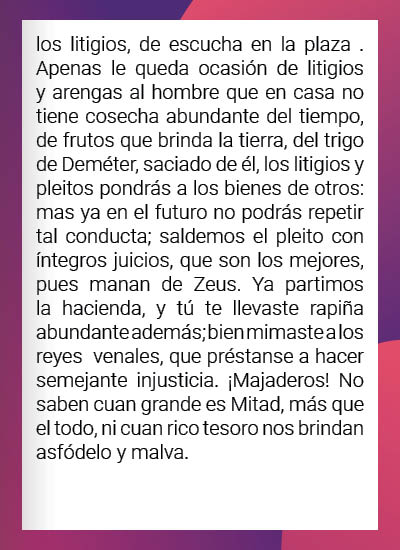 los litigios, de escucha en la plaza .
Apenas le queda ocasión de litigios
y arengas al hombre que en casa no
tiene cosecha abundante del tiempo,
de frutos que brinda la tierra, del trigo
de Deméter, saciado de él, los litigios y
pleitos pondrás a los bienes de otros:
mas ya en el futuro no podrás repetir
tal conducta; saldemos el pleito con
íntegros juicios, que son los mejores,
pues manan de Zeus. Ya partimos
la hacienda, y tú te llevaste rapiña
abundante además; bien mimaste a los
reyes venales, que préstanse a hacer
semejante injusticia. ¡Majaderos! No
saben cuan grande es Mitad, más que
el todo, ni cuan rico tesoro nos brindan
asfódelo y malva.